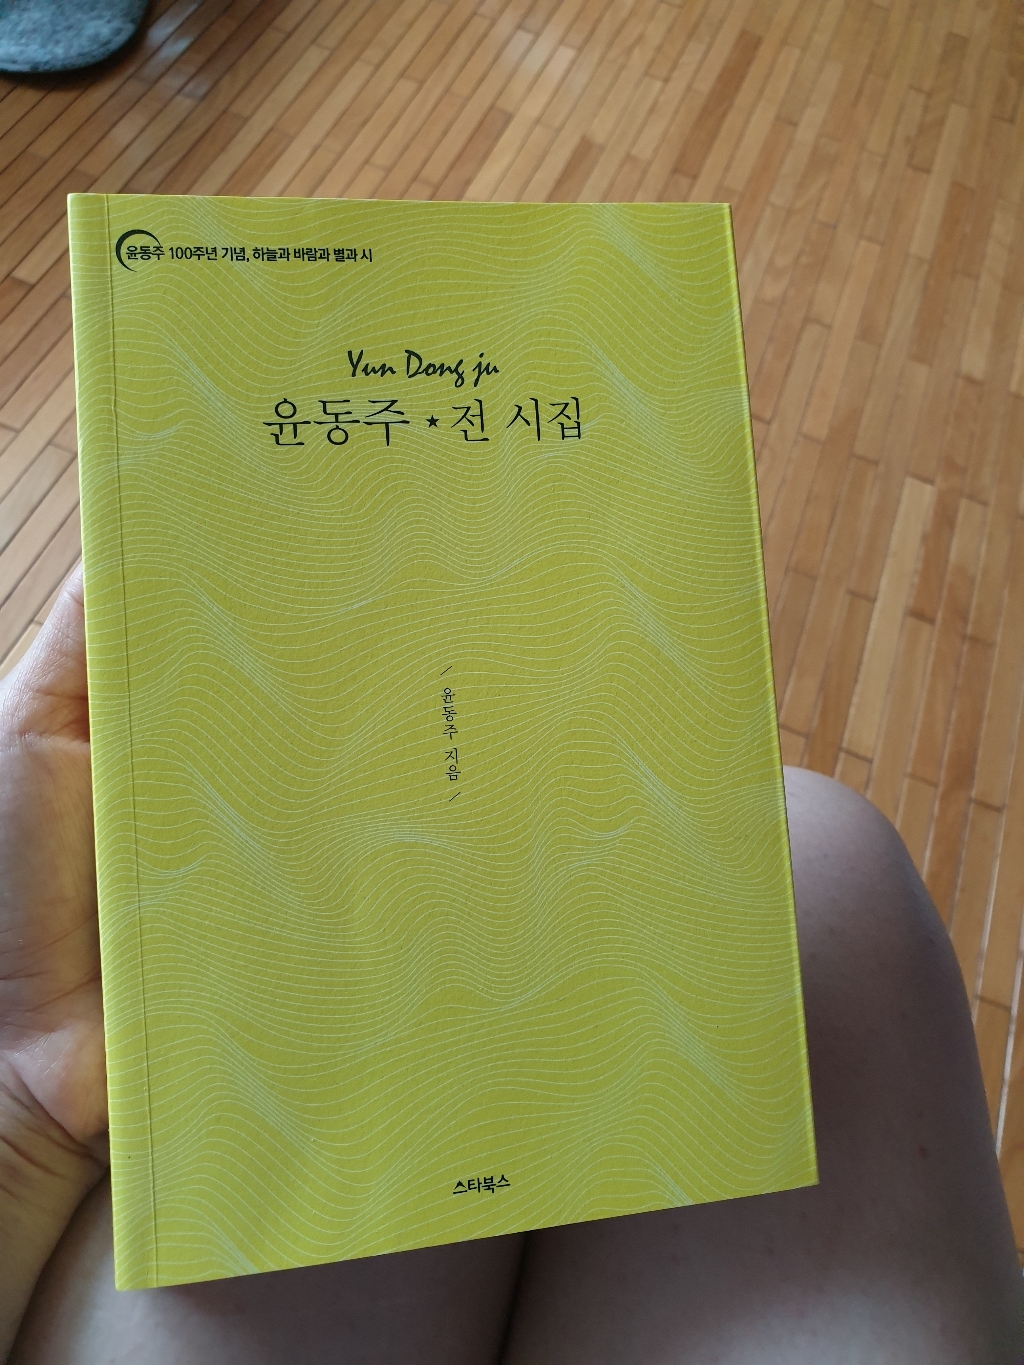 윤동주 100주년 기념, 하늘과 바람과 별과 시
Yun Dong ju
윤동주 ★ 전 시집
/ 윤동주 지음 /
스타북스